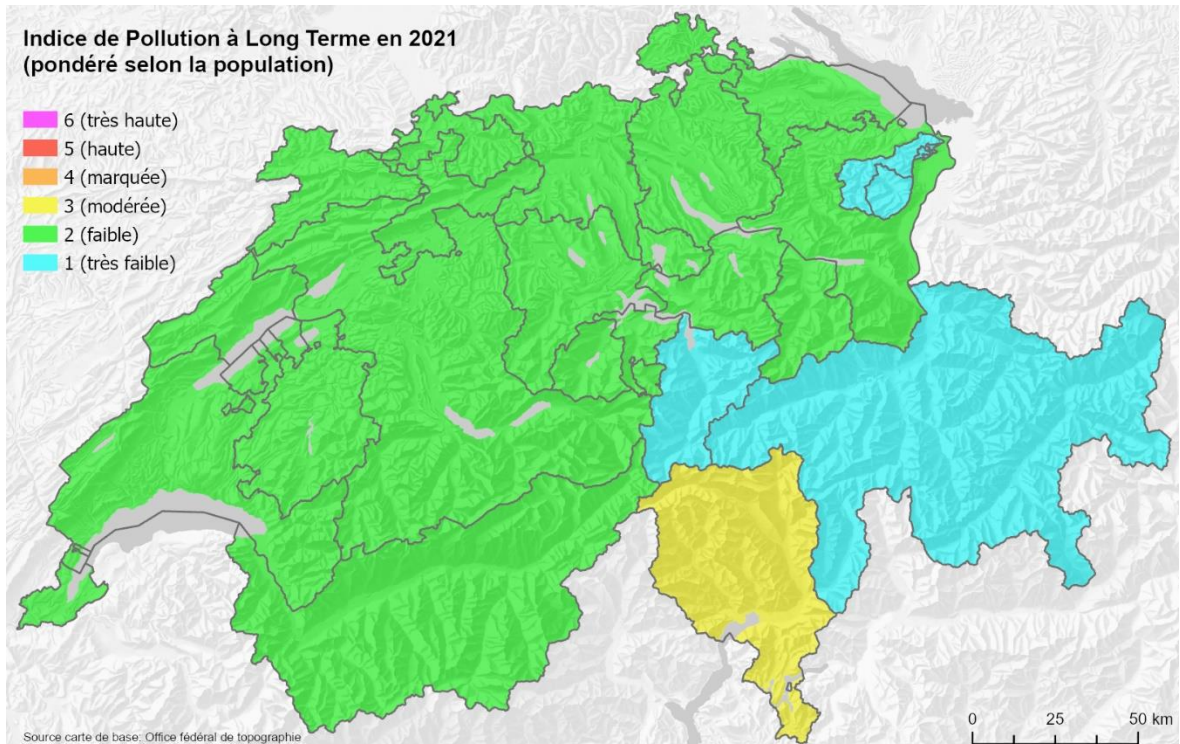 Indice de Pollution à Long Terme en 2021
(pondéré selon la population)
6 (très haute)
5 (haute)
4 (marquée)
3 (modérée)
2 (faible)
1 (très faible)
Source carte de base: Office fédéral de topographie
0 25 50 km